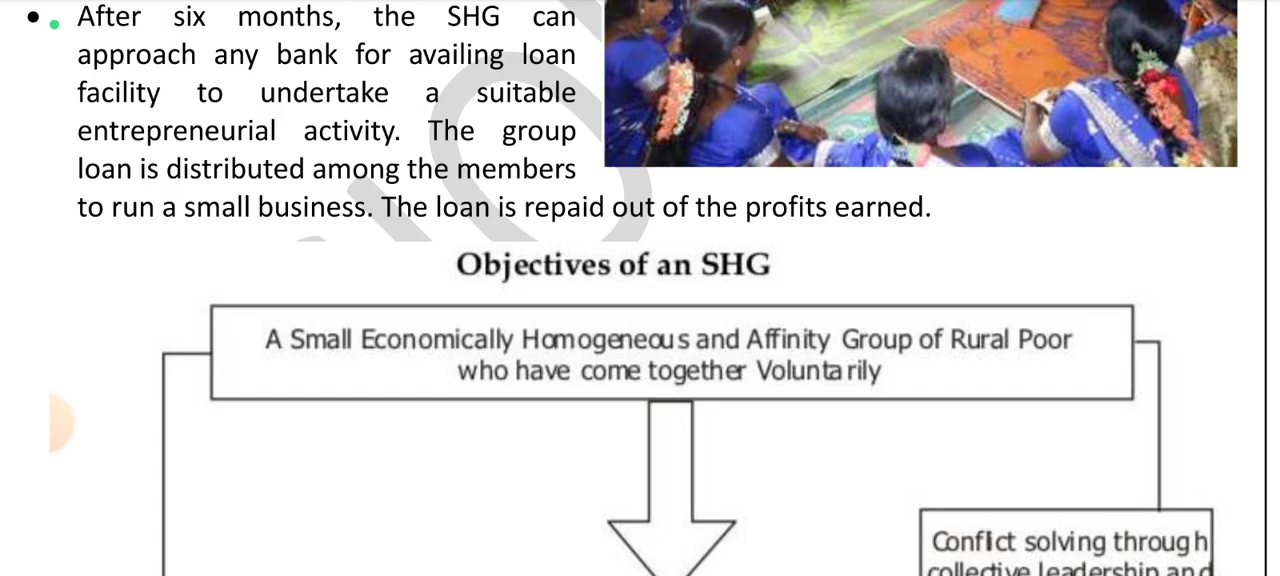 • After six months, the SHG can
approach any bank for availing loan
facility to undertake a suitable
entrepreneurial activity. The group
loan is distributed among the members
to run a small business. The loan is repaid out of the profits earned.
Objectives of an SHG
A Small Economically Homogeneous and Affinity Group of Rural Poor
who have come together Voluntarily
Conflict solving through
collective leadership and